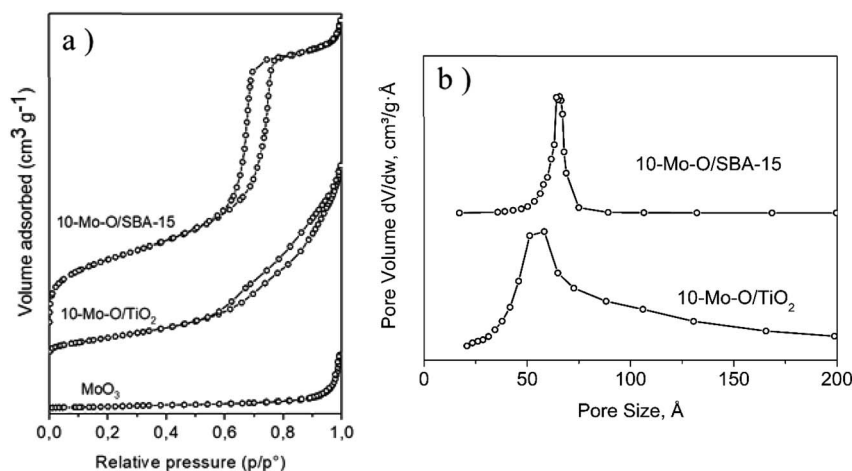 a )
Volume adsorbed (cm³ g⁻¹)
10-Mo-O/SBA-15
10-Mo-O/TiO₂
MoO₃
0,0 0,2 0,4 0,6 0,8 1,0
Relative pressure (p/p°)
b )
Pore Volume dV/dw, cm³/g·Å
10-Mo-O/SBA-15
10-Mo-O/TiO₂
0 50 100 150 200
Pore Size, Å